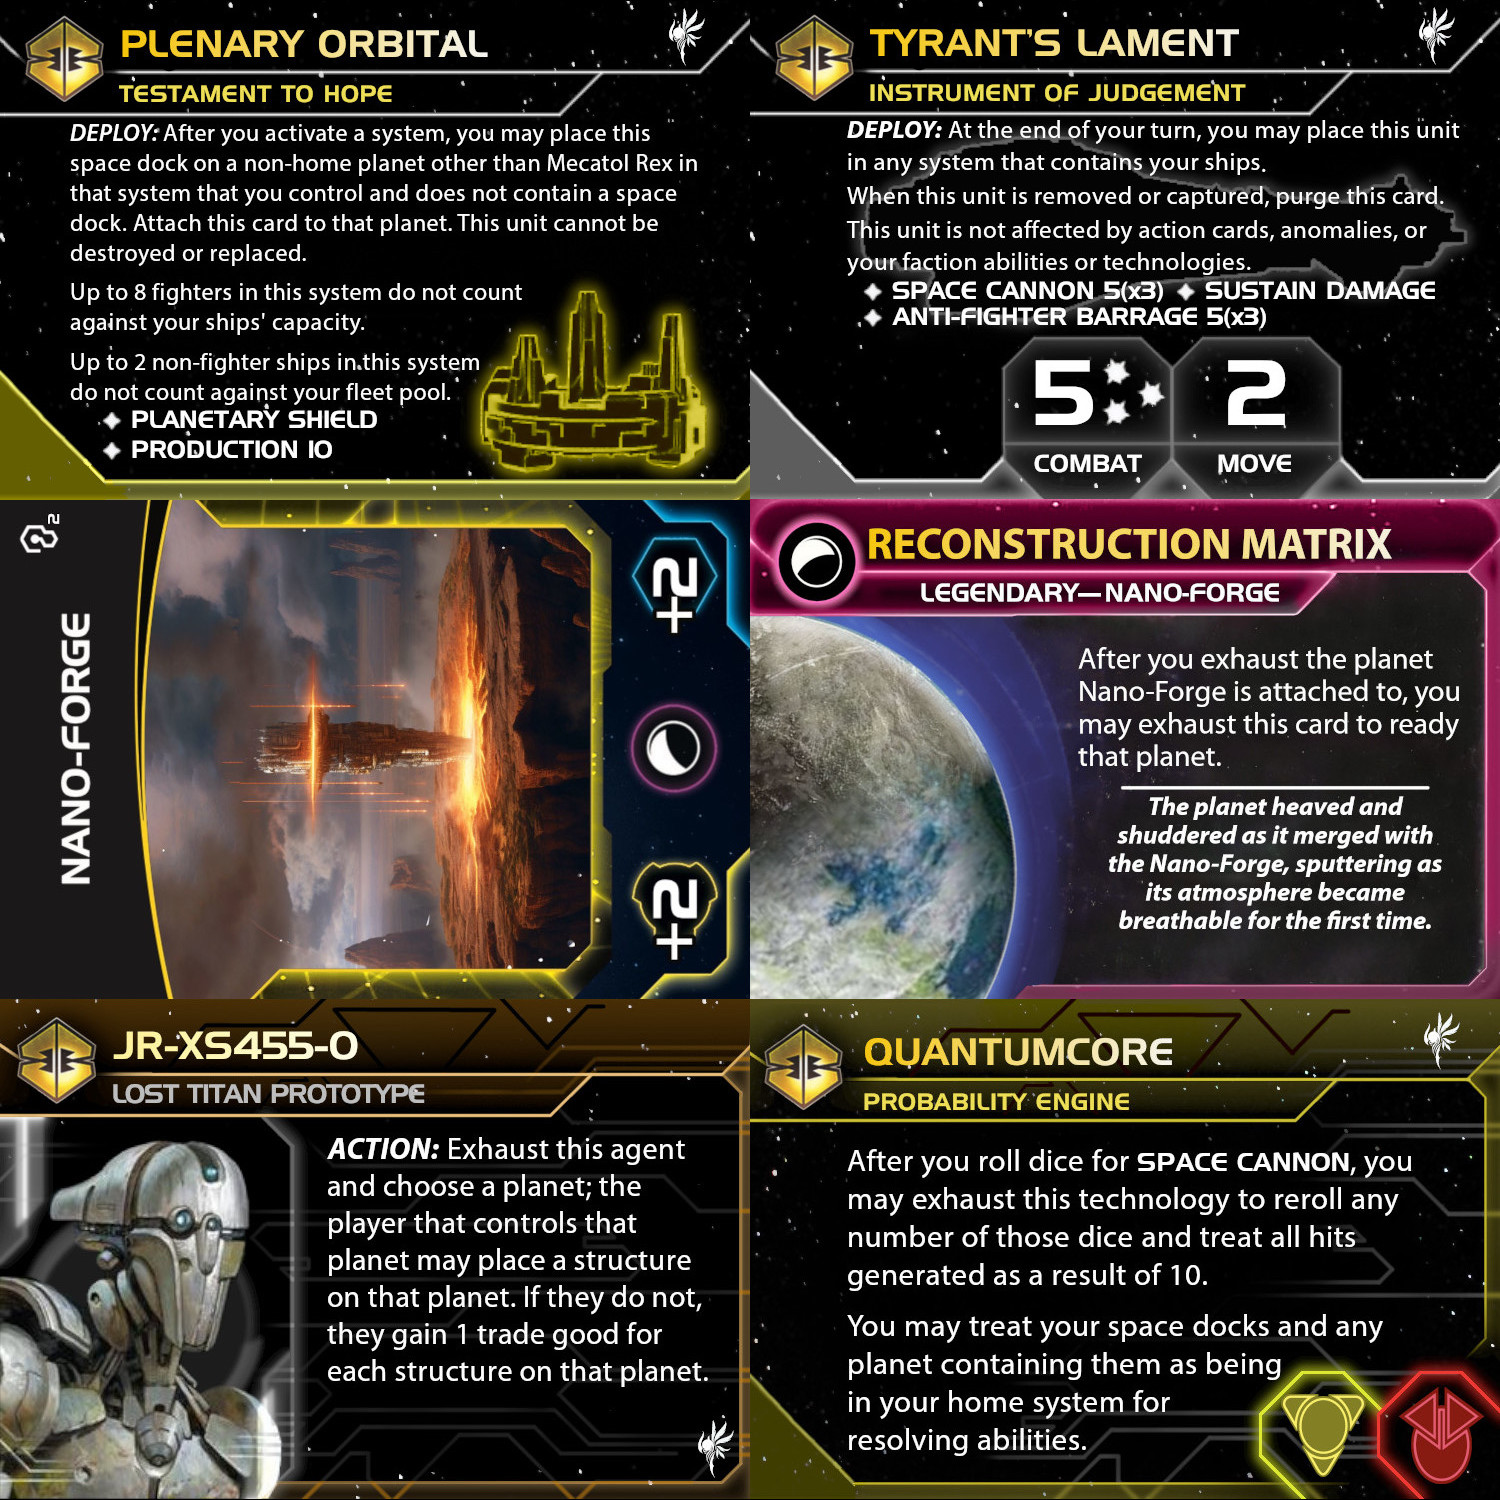 PLENARY ORBITAL
TESTAMENT TO HOPE
DEPLOY: After you activate a system, you may place this
space dock on a non-home planet other than Mecatol Rex in
that system that you control and does not contain a space
dock. Attach this card to that planet. This unit cannot be
destroyed or replaced.
Up to 8 fighters in this system do not count
against your ships' capacity.
Up to 2 non-fighter ships in this system
do not count against your fleet pool.
PLANETARY SHIELD
PRODUCTION 10
TYRANT'S LAMENT
INSTRUMENT OF JUDGEMENT
DEPLOY: At the end of your turn, you may place this unit
in any system that contains your ships.
When this unit is removed or captured, purge this card.
This unit is not affected by action cards, anomalies, or
your faction abilities or technologies.
SPACE CANNON 5(x3) SUSTAIN DAMAGE
ANTI-FIGHTER BARRAGE 5(x3)
5 2
COMBAT MOVE
2
NANO-FORGE
+2
+2
RECONSTRUCTION MATRIX
LEGENDARY—NANO-FORGE
After you exhaust the planet
Nano-Forge is attached to, you
may exhaust this card to ready
that planet.
The planet heaved and
shuddered as it merged with
the Nano-Forge, sputtering as
its atmosphere became
breathable for the first time.
JR-XS455-O
LOST TITAN PROTOTYPE
ACTION: Exhaust this agent
and choose a planet; the
player that controls that
planet may place a structure
on that planet. If they do not,
they gain 1 trade good for
each structure on that planet.
QUANTUMCORE
PROBABILITY ENGINE
After you roll dice for SPACE CANNON, you
may exhaust this technology to reroll any
number of those dice and treat all hits
generated as a result of 10.
You may treat your space docks and any
planet containing them as being
in your home system for
resolving abilities.